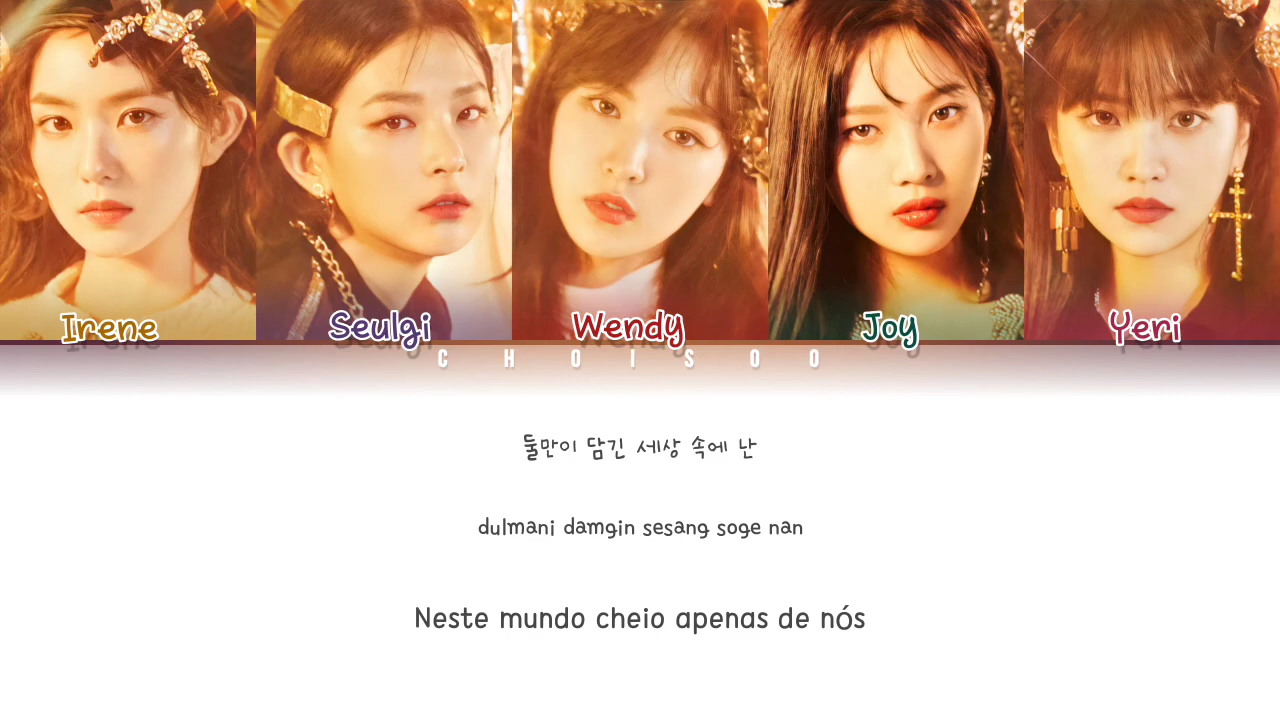 Irene Seulgi Wendy Joy Yeri
CHOISOO
둘만이 담긴 세상 속에 난
dulmani damgin sesang soge nan
Neste mundo cheio apenas de nós